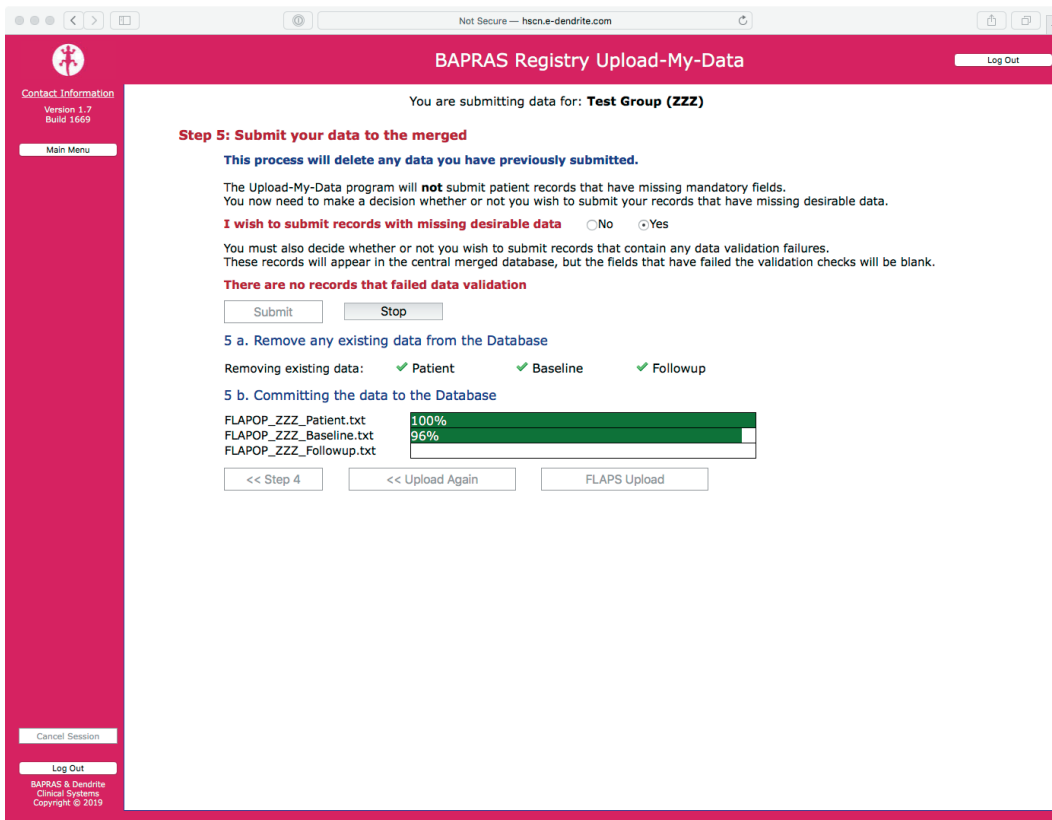 Not Secure — hscn.e-dendrite.com
BAPRAS Registry Upload-My-Data
Log Out
Contact Information
Version 1.7
Build 1669
Main Menu
You are submitting data for: Test Group (ZZZ)
Step 5: Submit your data to the merged
This process will delete any data you have previously submitted.
The Upload-My-Data program will not submit patient records that have missing mandatory fields.
You now need to make a decision whether or not you wish to submit your records that have missing desirable data.
I wish to submit records with missing desirable data No Yes
You must also decide whether or not you wish to submit records that contain any data validation failures.
These records will appear in the central merged database, but the fields that have failed the validation checks will be blank.
There are no records that failed data validation
Submit Stop
5 a. Remove any existing data from the Database
Removing existing data: Patient Baseline Followup
5 b. Committing the data to the Database
FLAPOP_ZZZ_Patient.txt 100%
FLAPOP_ZZZ_Baseline.txt 96%
FLAPOP_ZZZ_Followup.txt
<< Step 4 << Upload Again FLAPS Upload
Cancel Session
Log Out
BAPRAS & Dendrite
Clinical Systems
Copyright © 2019